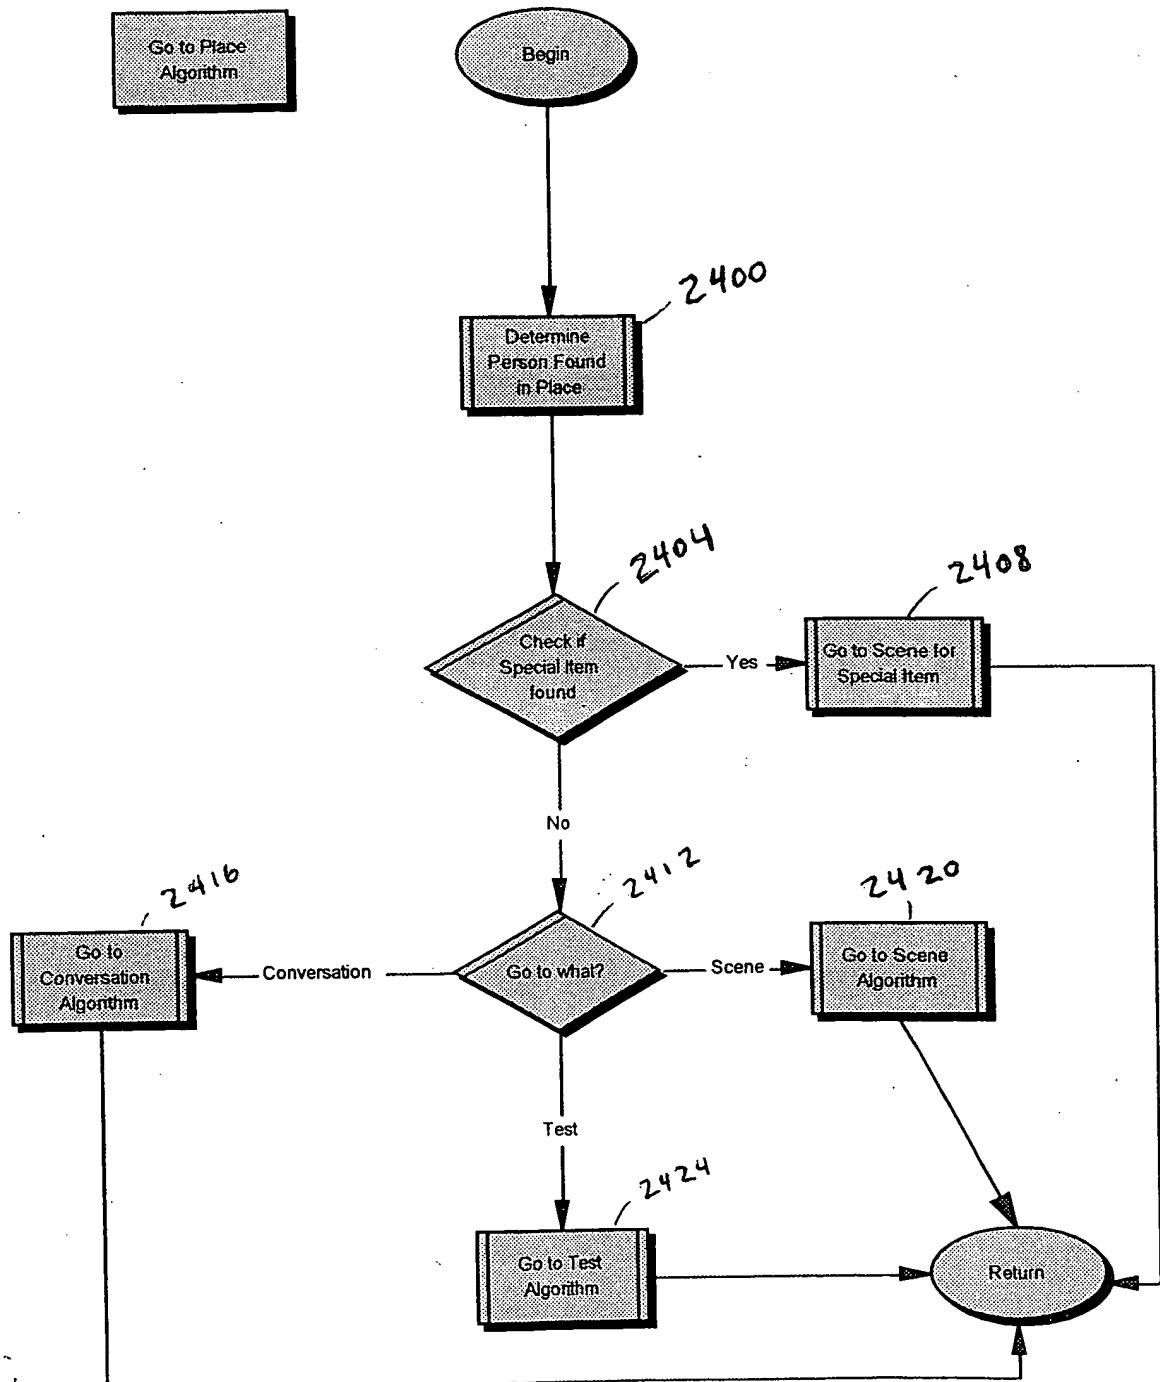 Go to Place
Algorithm
Begin
2400
Determine
Person Found
in Place
2404
Check if
Special Item
found
Yes
2408
Go to Scene for
Special Item
No
2416
Go to
Conversation
Algorithm
Conversation
2412
Go to what?
Scene
2420
Go to Scene
Algorithm
Test
2424
Go to Test
Algorithm
Return